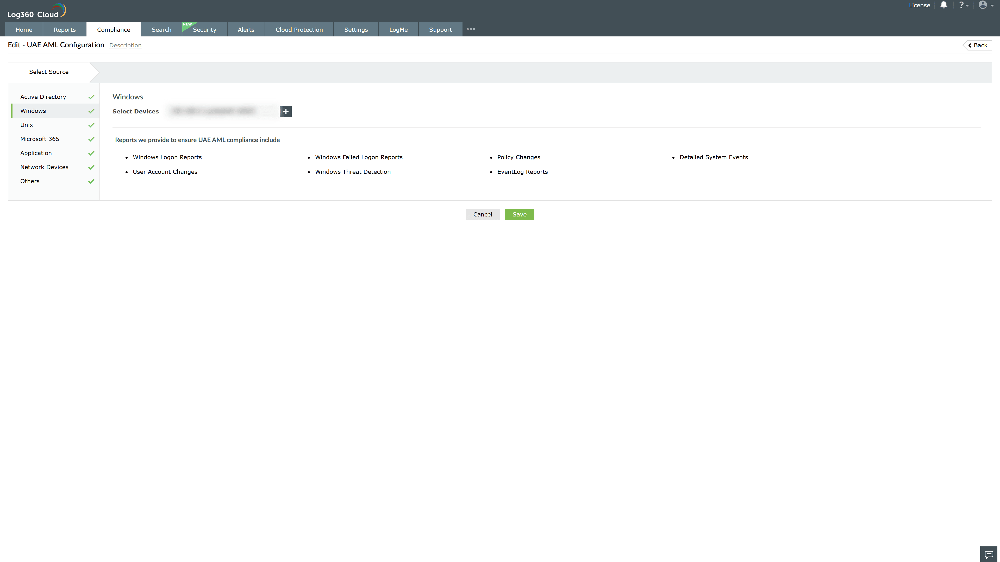 License
?
Log360 Cloud
Home Reports Compliance Search NEW Security Alerts Cloud Protection Settings LogMe Support
Edit - UAE AML Configuration Description Back
Select Source
Active Directory
Windows
Unix
Microsoft 365
Application
Network Devices
Others
Windows
Select Devices
Reports we provide to ensure UAE AML compliance include
Windows Logon Reports Windows Failed Logon Reports Policy Changes Detailed System Events
User Account Changes Windows Threat Detection EventLog Reports
Cancel Save